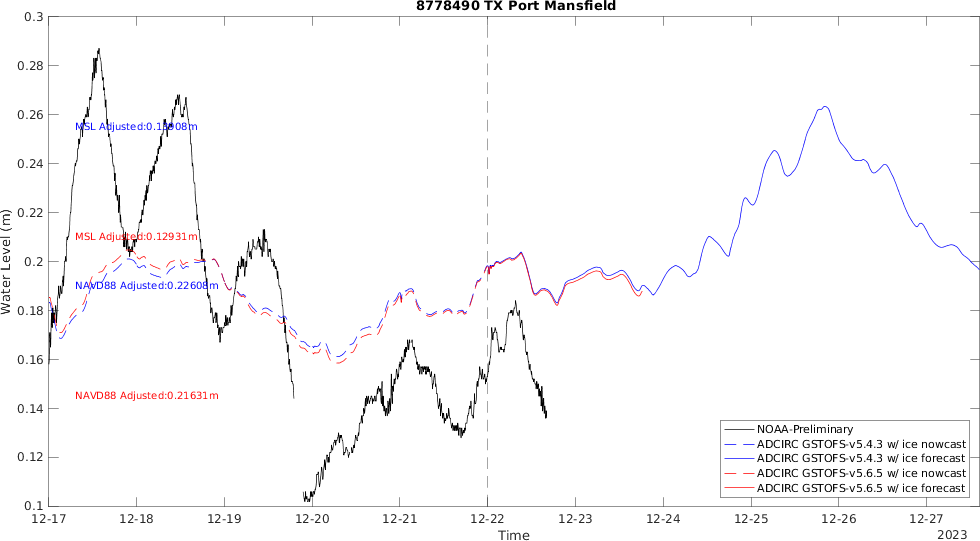 8778490 TX Port Mansfield
Water Level (m)
0.3
0.28
0.26
0.24
0.22
0.2
0.18
0.16
0.14
0.12
0.1
MSL Adjusted:0.13908m
MSL Adjusted:0.12931m
NAVD88 Adjusted:0.22608m
NAVD88 Adjusted:0.21631m
NOAA-Preliminary
ADCIRC GSTOFS-v5.4.3 w/ ice nowcast
ADCIRC GSTOFS-v5.4.3 w/ ice forecast
ADCIRC GSTOFS-v5.6.5 w/ ice nowcast
ADCIRC GSTOFS-v5.6.5 w/ ice forecast
12-17 12-18 12-19 12-20 12-21 12-22 12-23 12-24 12-25 12-26 12-27
Time
2023